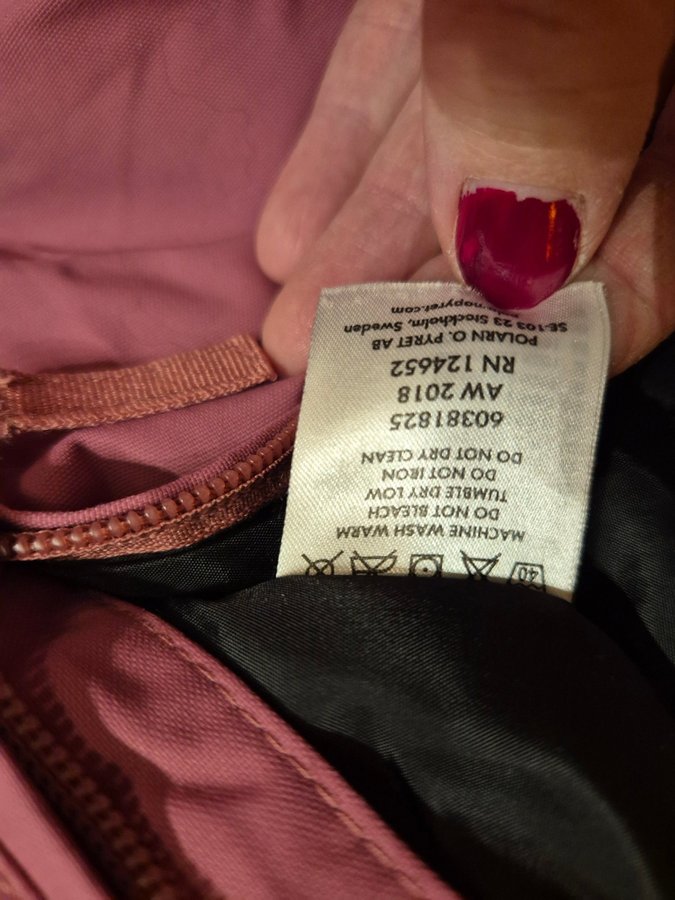 40
MACHINE WASH WARM
DO NOT BLEACH
TUMBLE DRY LOW
DO NOT IRON
DO NOT DRY CLEAN
60381825
AW 2018
RN 124652
POLARN O. PYRET AB
SE-103 23 Stockholm, Sweden